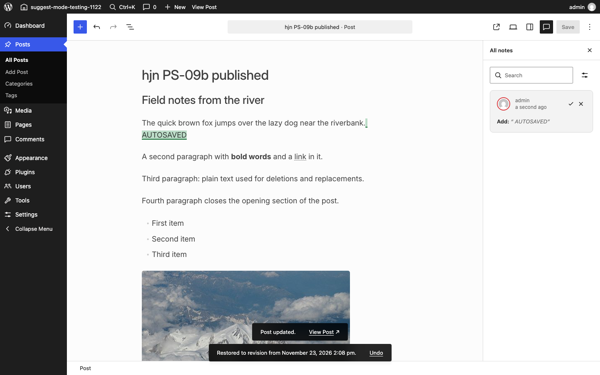 suggest-mode-testing-1122
Ctrl+K
0
New
View Post
admin
Dashboard
Posts
All Posts
Add Post
Categories
Tags
Media
Pages
Comments
Appearance
Plugins
Users
Tools
Settings
Collapse Menu
hjn PS-09b published · Post
Save
hjn PS-09b published
Field notes from the river
The quick brown fox jumps over the lazy dog near the riverbank.
AUTOSAVED
A second paragraph with bold words and a link in it.
Third paragraph: plain text used for deletions and replacements.
Fourth paragraph closes the opening section of the post.
· First item
· Second item
· Third item
Post updated. View Post ↗
Restored to revision from November 23, 2026 2:08 pm. Undo
Post
All notes
Search
admin
a second ago
Add: " AUTOSAVED"